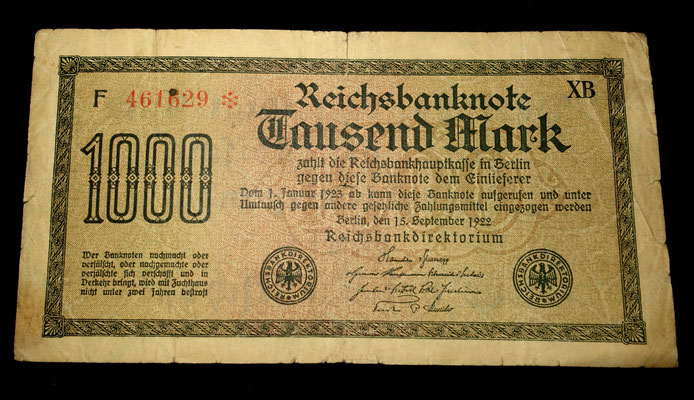 F 461629 ✻
XB
Reichsbanknote
Tausend Mark
zahlt die Reichsbankhauptkasse in Berlin
gegen diese Banknote dem Einlieferer
Vom 1. Januar 1923 ab kann diese Banknote aufgerufen und unter
Umtausch gegen andere gesetzliche Zahlungsmittel eingezogen werden
Berlin, den 15. September 1922
Reichsbankdirektorium
1000
Wer Banknoten nachmacht oder
verfälscht, oder nachgemachte oder
verfälschte sich verschafft und in
Verkehr bringt, wird mit Zuchthaus
nicht unter zwei Jahren bestraft
REICHSBANKDIREKTORIUM
REICHSBANKDIREKTORIUM